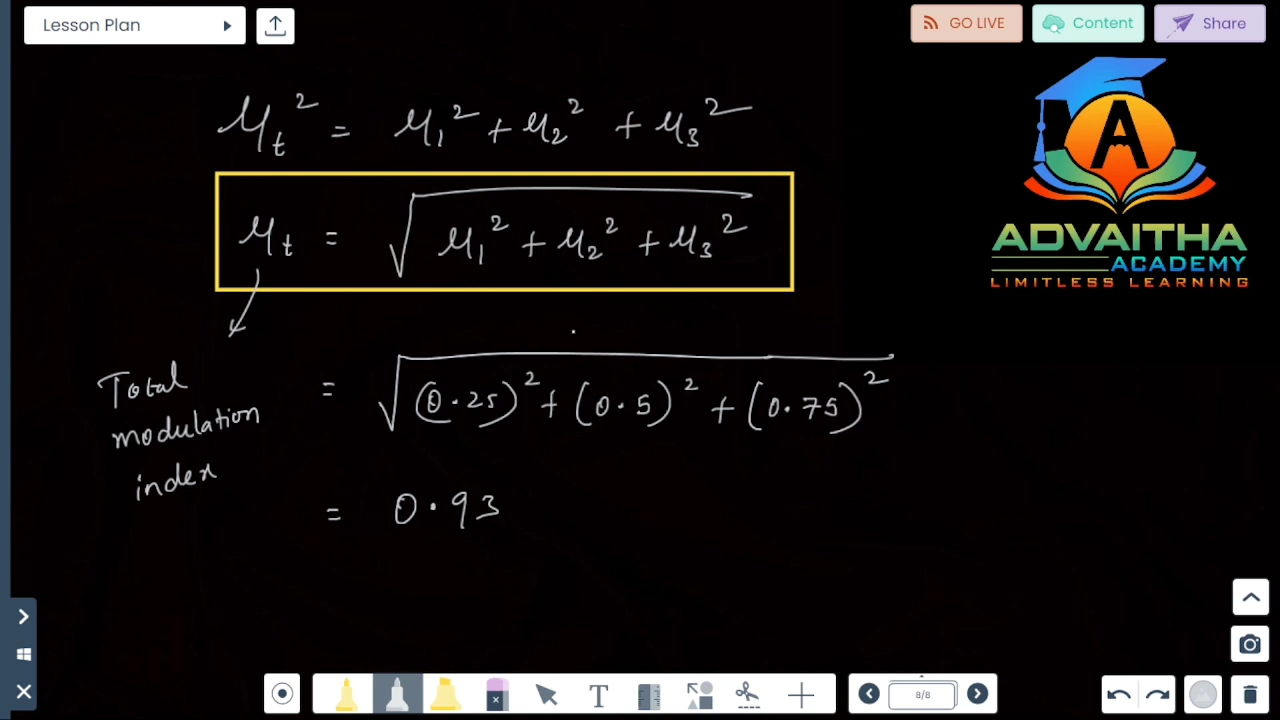 Lesson Plan
GO LIVE
Content
Share
μt² = μ1² + μ2² + μ3²
A
ADVAITHA
ACADEMY
LIMITLESS LEARNING
μt = √(μ1² + μ2² + μ3²)
Total
modulation
index
= √((0.25)² + (0.5)² + (0.75)²)
= 0.93
T
8/8
A